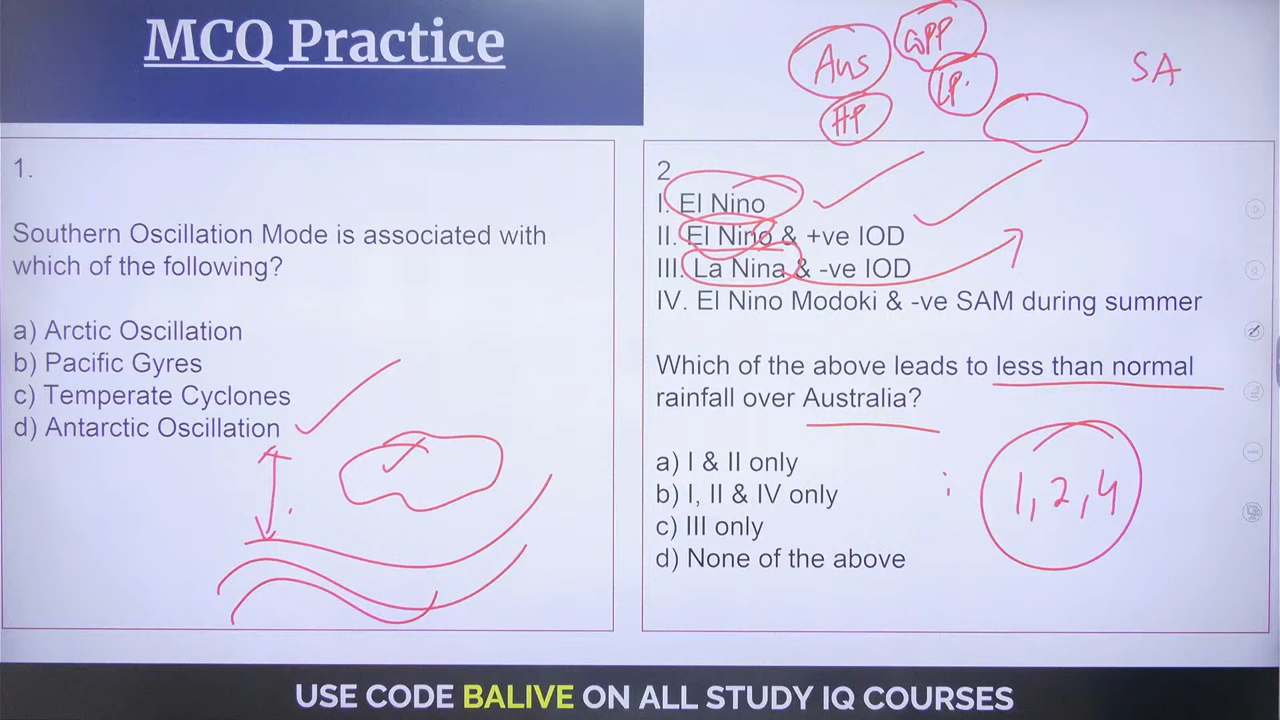 MCQ Practice
Aus
LP.
HP
SA
1.
Southern Oscillation Mode is associated with
which of the following?
a) Arctic Oscillation
b) Pacific Gyres
c) Temperate Cyclones
d) Antarctic Oscillation
2
I. El Nino
II. El Nino & +ve IOD
III. La Nina & -ve IOD
IV. El Nino Modoki & -ve SAM during summer
Which of the above leads to less than normal
rainfall over Australia?
a) I & II only
b) I, II & IV only
c) III only
d) None of the above
1, 2, 4
USE CODE BALIVE ON ALL STUDY IQ COURSES